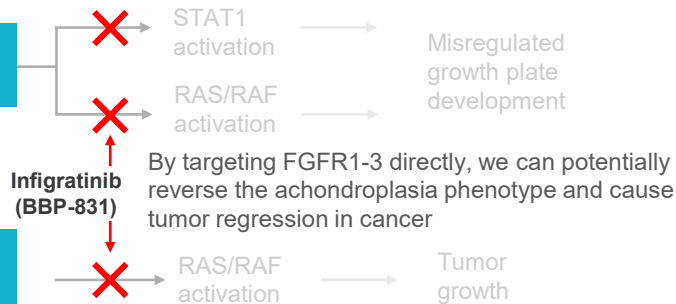 STAT1
activation
Misregulated
growth plate
development
RAS/RAF
activation
Infigratinib
(BBP-831)
By targeting FGFR1-3 directly, we can potentially
reverse the achondroplasia phenotype and cause
tumor regression in cancer
RAS/RAF
activation
Tumor
growth